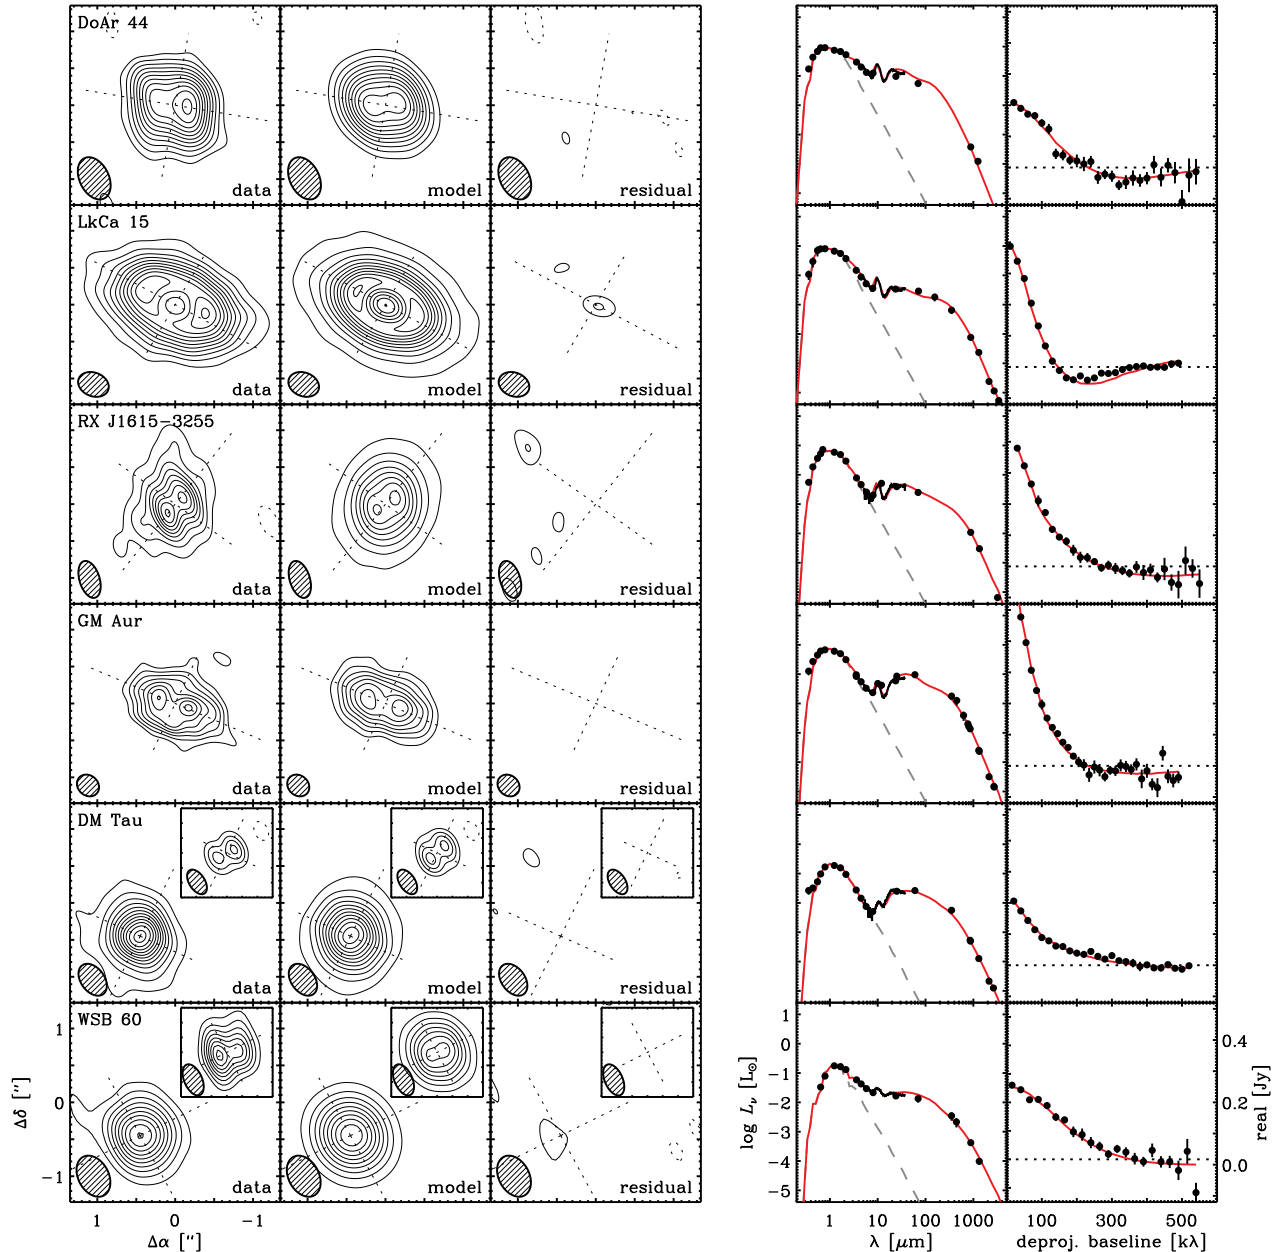 DoAr 44
data
model
residual
LkCa 15
data
model
residual
RX J1615−3255
data
model
residual
GM Aur
data
model
residual
DM Tau
data
model
residual
WSB 60
data
model
residual
1
0
−1
Δδ ["]
1
0
−1
Δα ["]
1
0
−1
−2
−3
−4
−5
log Lν [L⊙]
1
10
100
1000
λ [μm]
0.4
0.2
0.0
real [Jy]
100
300
500
deproj. baseline [kλ]